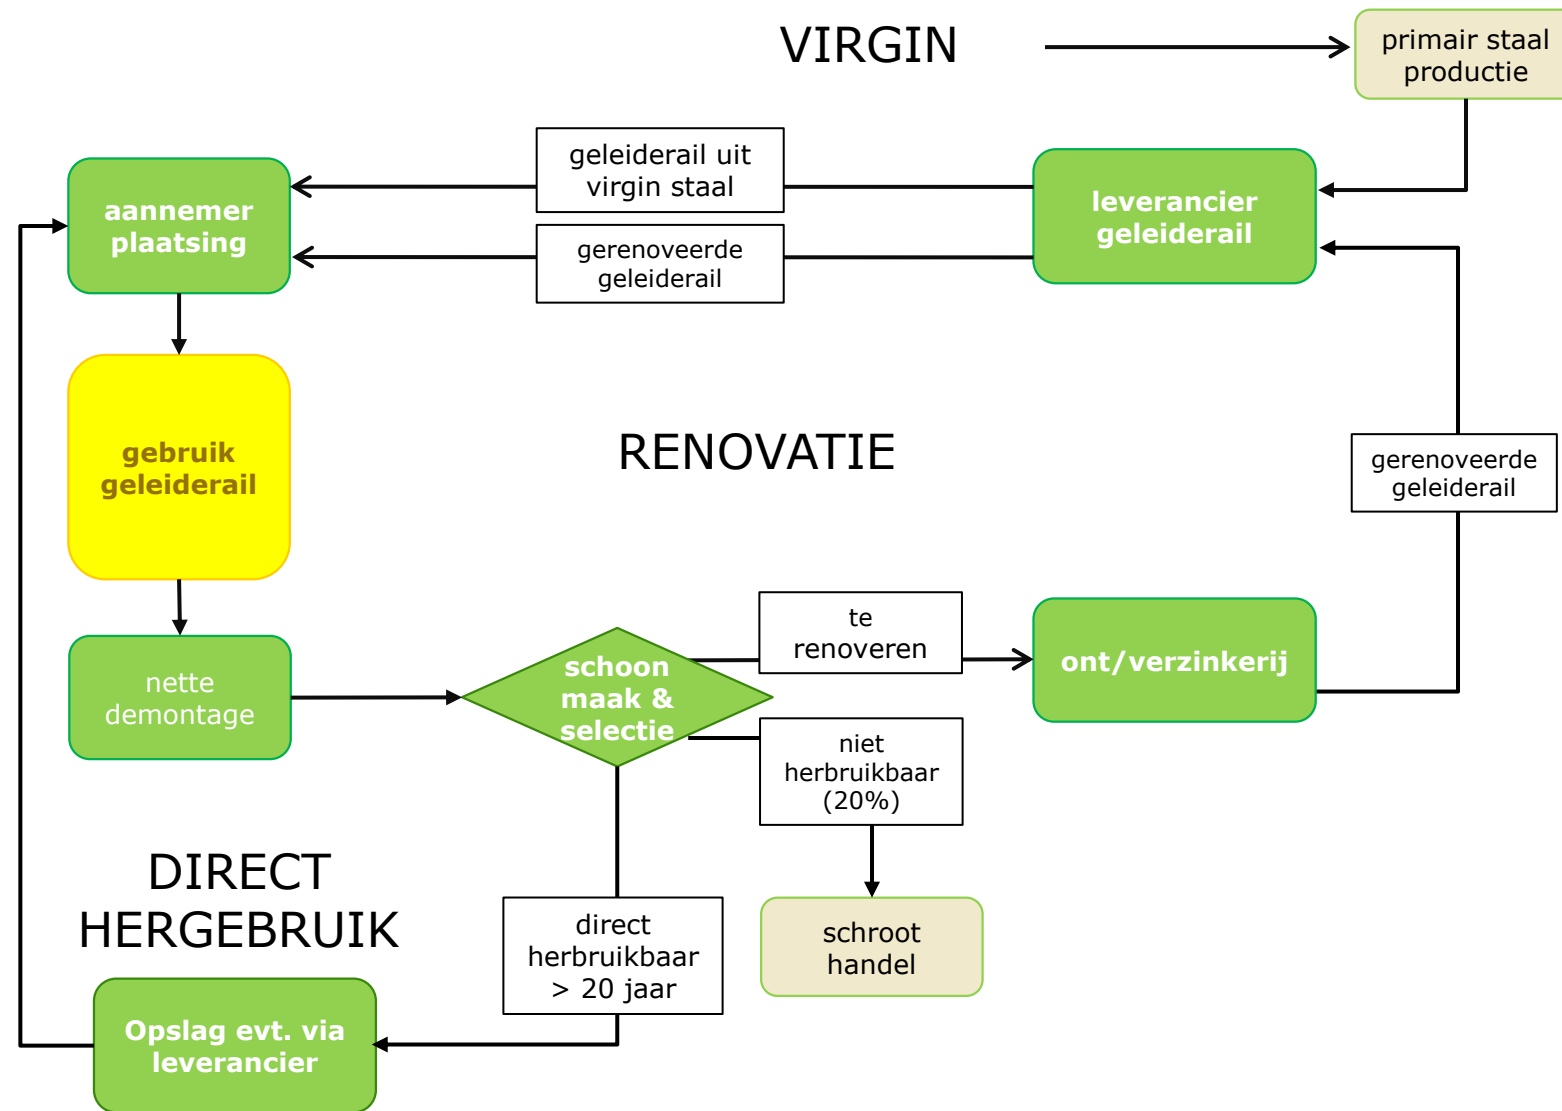 VIRGIN
primair staal
productie
geleiderail uit
virgin staal
aannemer
plaatsing
leverancier
geleiderail
gerenoveerde
geleiderail
gebruik
geleiderail
RENOVATIE
gerenoveerde
geleiderail
te
renoveren
schoon
maak &
selectie
ont/verzinkerij
nette
demontage
niet
herbruikbaar
(20%)
DIRECT
HERGEBRUIK
direct
herbruikbaar
> 20 jaar
schroot
handel
Opslag evt. via
leverancier